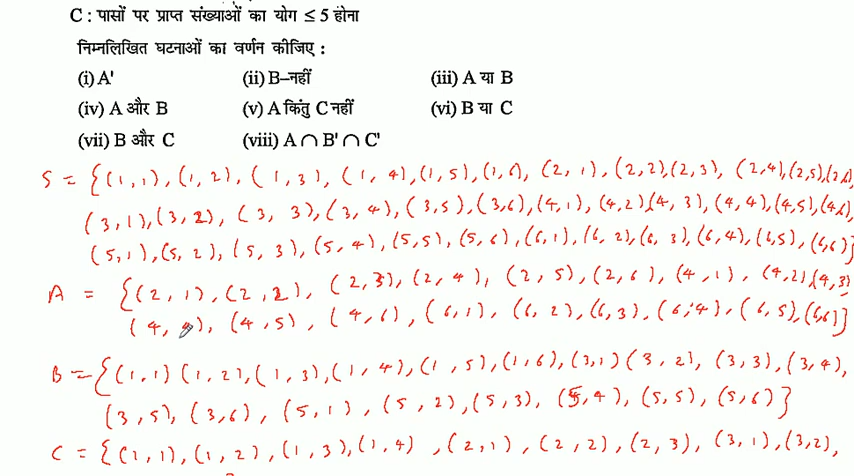 C : पासों पर प्राप्त संख्याओं का योग ≤ 5 होना
निम्नलिखित घटनाओं का वर्णन कीजिए :
(i) A' (ii) B–नहीं (iii) A या B
(iv) A और B (v) A किंतु C नहीं (vi) B या C
(vii) B और C (viii) A ∩ B' ∩ C'
S = {(1,1), (1,2), (1,3), (1,4), (1,5), (1,6), (2,1), (2,2), (2,3), (2,4), (2,5), (2,6),
(3,1), (3,2), (3,3), (3,4), (3,5), (3,6), (4,1), (4,2), (4,3), (4,4), (4,5), (4,6),
(5,1), (5,2), (5,3), (5,4), (5,5), (5,6), (6,1), (6,2), (6,3), (6,4), (6,5), (6,6)}
A = {(2,1), (2,2), (2,3), (2,4), (2,5), (2,6), (4,1), (4,2), (4,3)
(4,4), (4,5), (4,6), (6,1), (6,2), (6,3), (6,4), (6,5), (6,6)}
B = {(1,1) (1,2), (1,3), (1,4), (1,5), (1,6), (3,1) (3,2), (3,3), (3,4),
(3,5), (3,6), (5,1), (5,2), (5,3), (5,4), (5,5), (5,6)}
C = {(1,1), (1,2), (1,3), (1,4), (2,1), (2,2), (2,3), (3,1), (3,2),